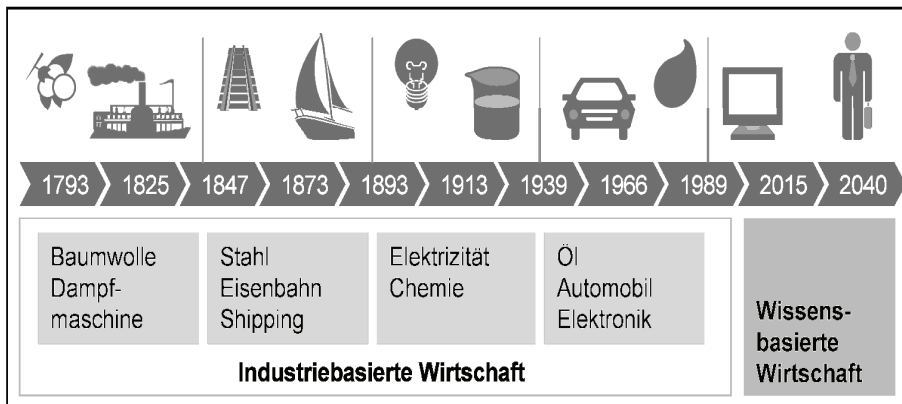 1793 1825 1847 1873 1893 1913 1939 1966 1989 2015 2040
Baumwolle
Dampf-
maschine
Stahl
Eisenbahn
Shipping
Elektrizität
Chemie
Öl
Automobil
Elektronik
Industriebasierte Wirtschaft
Wissens-
basierte
Wirtschaft